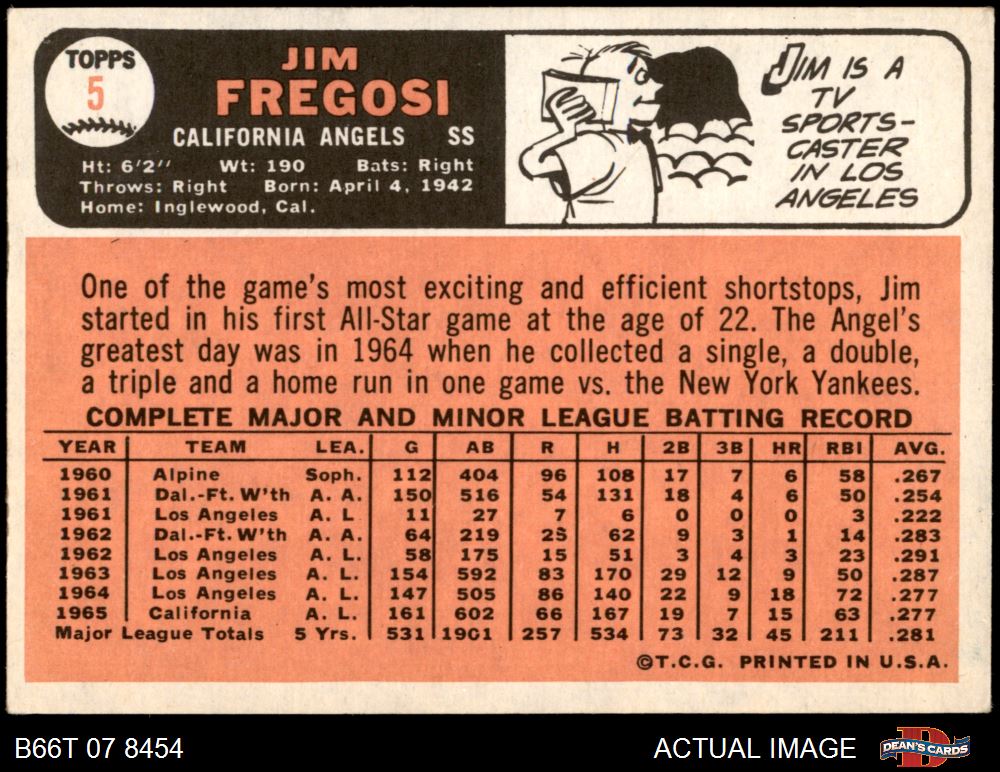 TOPPS
5
JIM
FREGOSI
CALIFORNIA ANGELS SS
Ht: 6'2" Wt: 190 Bats: Right
Throws: Right Born: April 4, 1942
Home: Inglewood, Cal.
JIM IS A
TV
SPORTS-
CASTER
IN LOS
ANGELES
One of the game's most exciting and efficient shortstops, Jim
started in his first All-Star game at the age of 22. The Angel's
greatest day was in 1964 when he collected a single, a double,
a triple and a home run in one game vs. the New York Yankees.
COMPLETE MAJOR AND MINOR LEAGUE BATTING RECORD
YEAR TEAM LEA. G AB R H 2B 3B HR RBI AVG.
1960 Alpine Soph. 112 404 96 108 17 7 6 58 .267
1961 Dal.-Ft. W'th A. A. 150 516 54 131 18 4 6 50 .254
1961 Los Angeles A. L 11 27 7 6 0 0 0 3 .222
1962 Dal.-Ft. W'th A. A. 64 219 25 62 9 3 1 14 .283
1962 Los Angeles A. L. 58 175 15 51 3 4 3 23 .291
1963 Los Angeles A. L. 154 592 83 170 29 12 9 50 .287
1964 Los Angeles A. L. 147 505 86 140 22 9 18 72 .277
1965 California A. L. 161 602 66 167 19 7 15 63 .277
Major League Totals 5 Yrs. 531 1901 257 534 73 32 45 211 .281
©T.C.G. PRINTED IN U.S.A.
B66T 07 8454 ACTUAL IMAGE DEAN'S CARDS